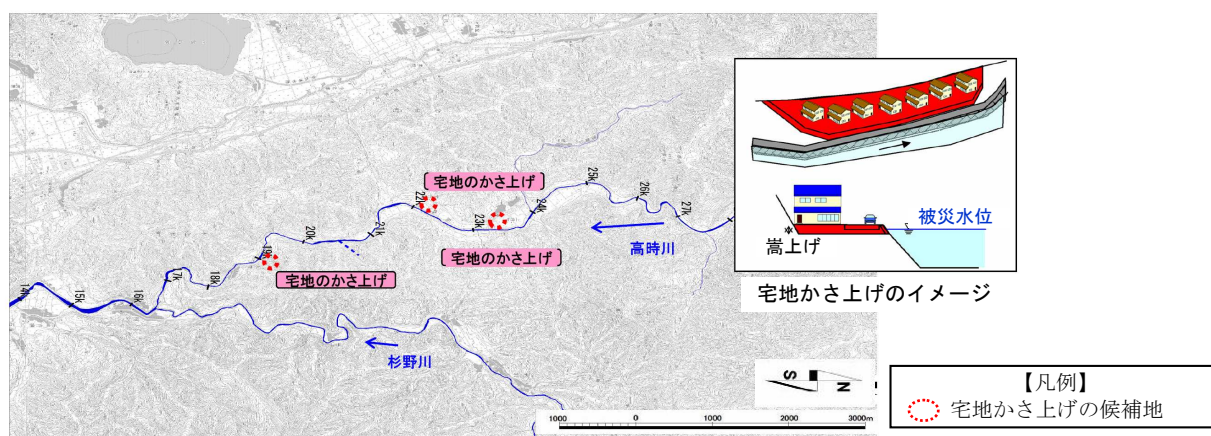 宅地のかさ上げ
宅地のかさ上げ
宅地のかさ上げ
14k
15k
16k
17k
18k
19k
20k
21k
22k
23k
24k
25k
26k
27k
高時川
杉野川
被災水位
嵩上げ
宅地かさ上げのイメージ
S
N
1000
0
1000
2000
3000m
【凡例】
宅地かさ上げの候補地